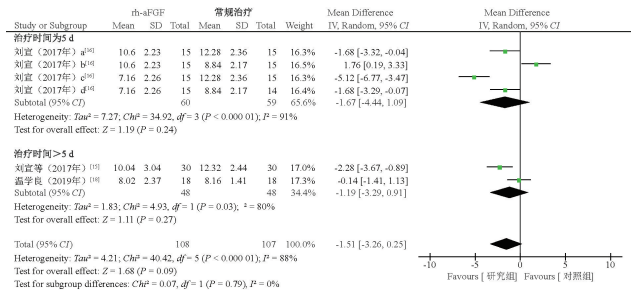 rh-aFGF 常规治疗 Mean Difference Mean Difference
Study or Subgroup Mean SD Total Mean SD Total Weight IV, Random, 95% CI IV, Random, 95% CI
治疗时间为5 d
刘宣（2017年）a[16] 10.6 2.23 15 12.28 2.36 15 16.3% -1.68 [-3.32, -0.04]
刘宣（2017年）b[16] 10.6 2.23 15 8.84 2.17 15 16.5% 1.76 [0.19, 3.33]
刘宣（2017年）c[16] 7.16 2.26 15 12.28 2.36 15 16.3% -5.12 [-6.77, -3.47]
刘宣（2017年）d[16] 7.16 2.26 15 8.84 2.17 14 16.4% -1.68 [-3.29, -0.07]
Subtotal (95% CI) 60 59 65.6% -1.67 [-4.44, 1.09]
Heterogeneity: Tau² = 7.27; Chi² = 34.92, df = 3 (P < 0.000 01); I² = 91%
Test for overall effect: Z = 1.19 (P = 0.24)
治疗时间＞5 d
刘宣等（2017年）[15] 10.04 3.04 30 12.32 2.44 30 17.0% -2.28 [-3.67, -0.89]
温学良（2019年）[18] 8.02 2.37 18 8.16 1.41 18 17.3% -0.14 [-1.41, 1.13]
Subtotal (95% CI) 48 48 34.4% -1.19 [-3.29, 0.91]
Heterogeneity: Tau² = 1.83; Chi² = 4.93, df = 1 (P = 0.03); ² = 80%
Test for overall effect: Z = 1.11 (P = 0.27)
Total (95% CI) 108 107 100.0% -1.51 [-3.26, 0.25]
Heterogeneity: Tau² = 4.21; Chi² = 40.42, df = 5 (P < 0.000 01); I² = 88%
Test for overall effect: Z = 1.68 (P = 0.09)
Test for subgroup differences: Chi² = 0.07, df = 1 (P = 0.79), I² = 0%
-10 -5 0 5 10
Favours [ 研究组] Favours [ 对照组]